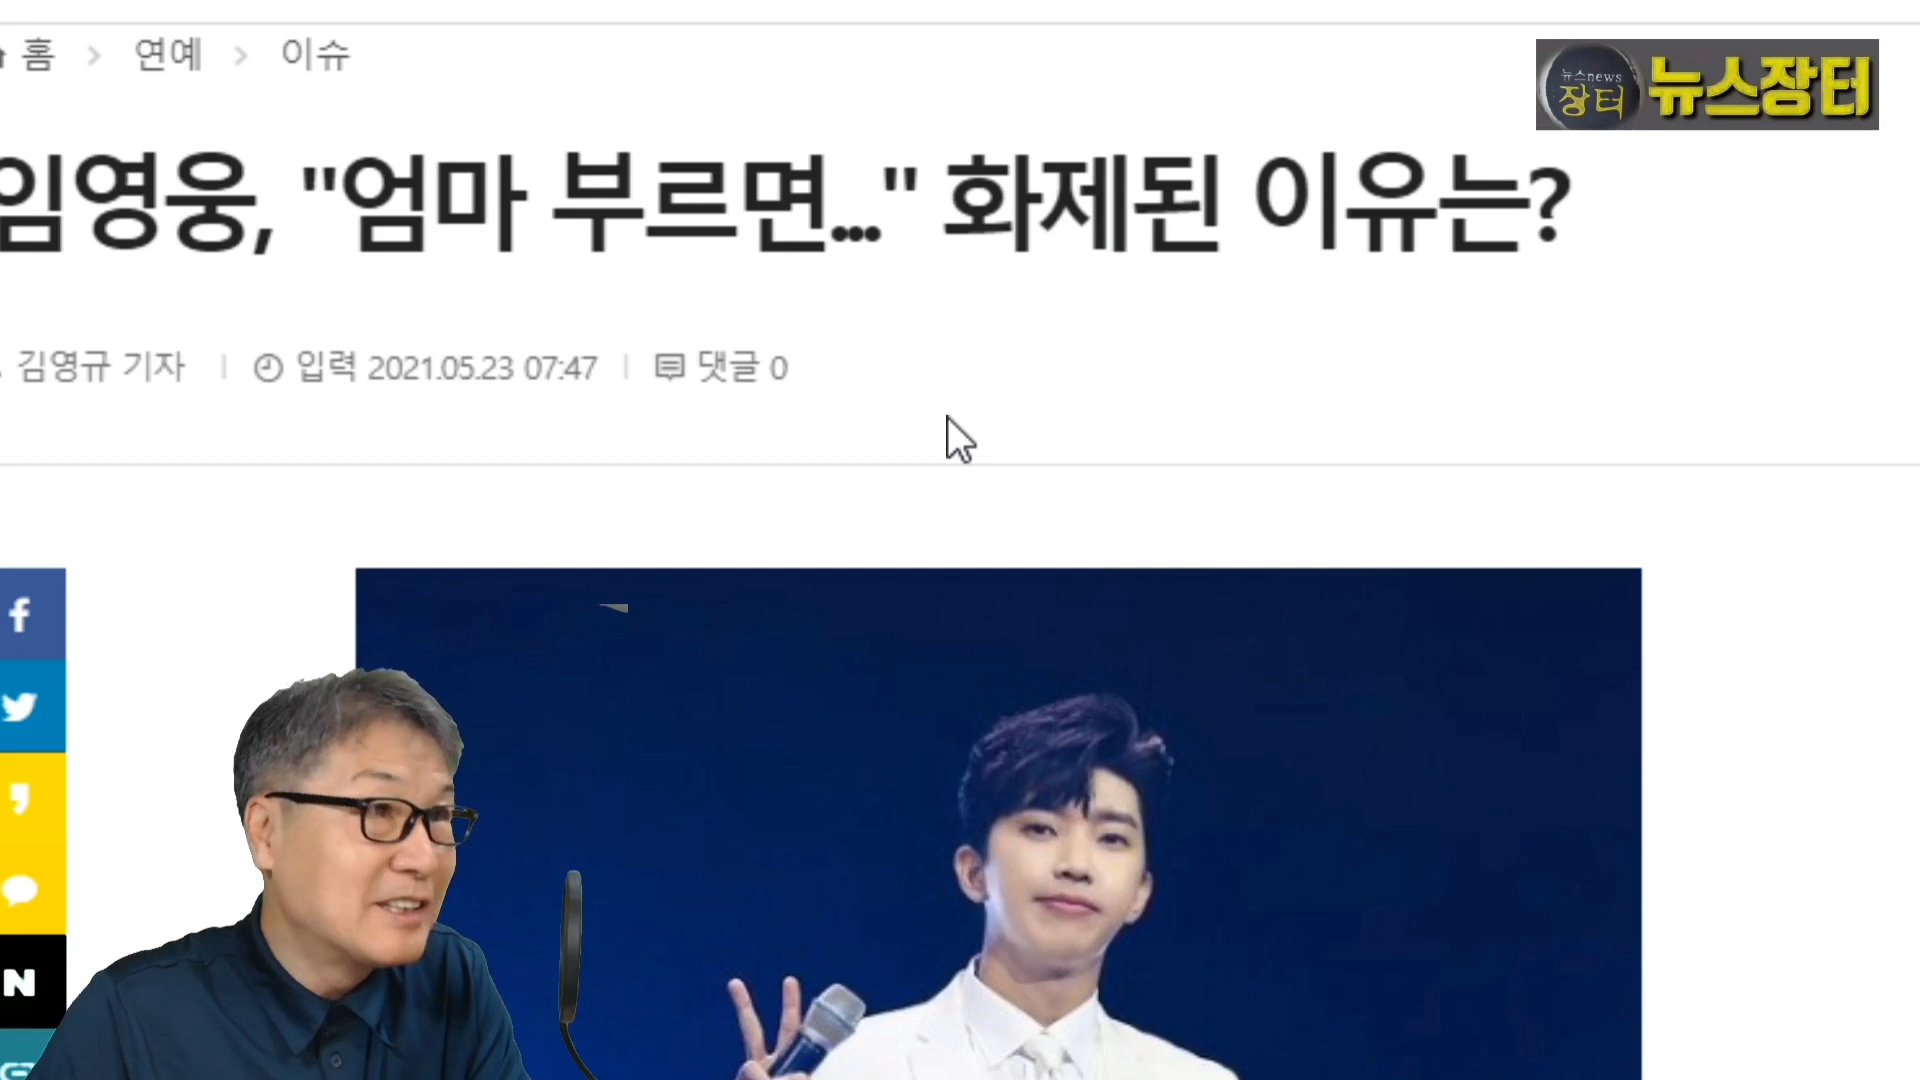 홈 > 연예 > 이슈
뉴스news
장터
뉴스장터
임영웅, "엄마 부르면..." 화제된 이유는?
김영규 기자 | 입력 2021.05.23 07:47 | 댓글 0
f
N